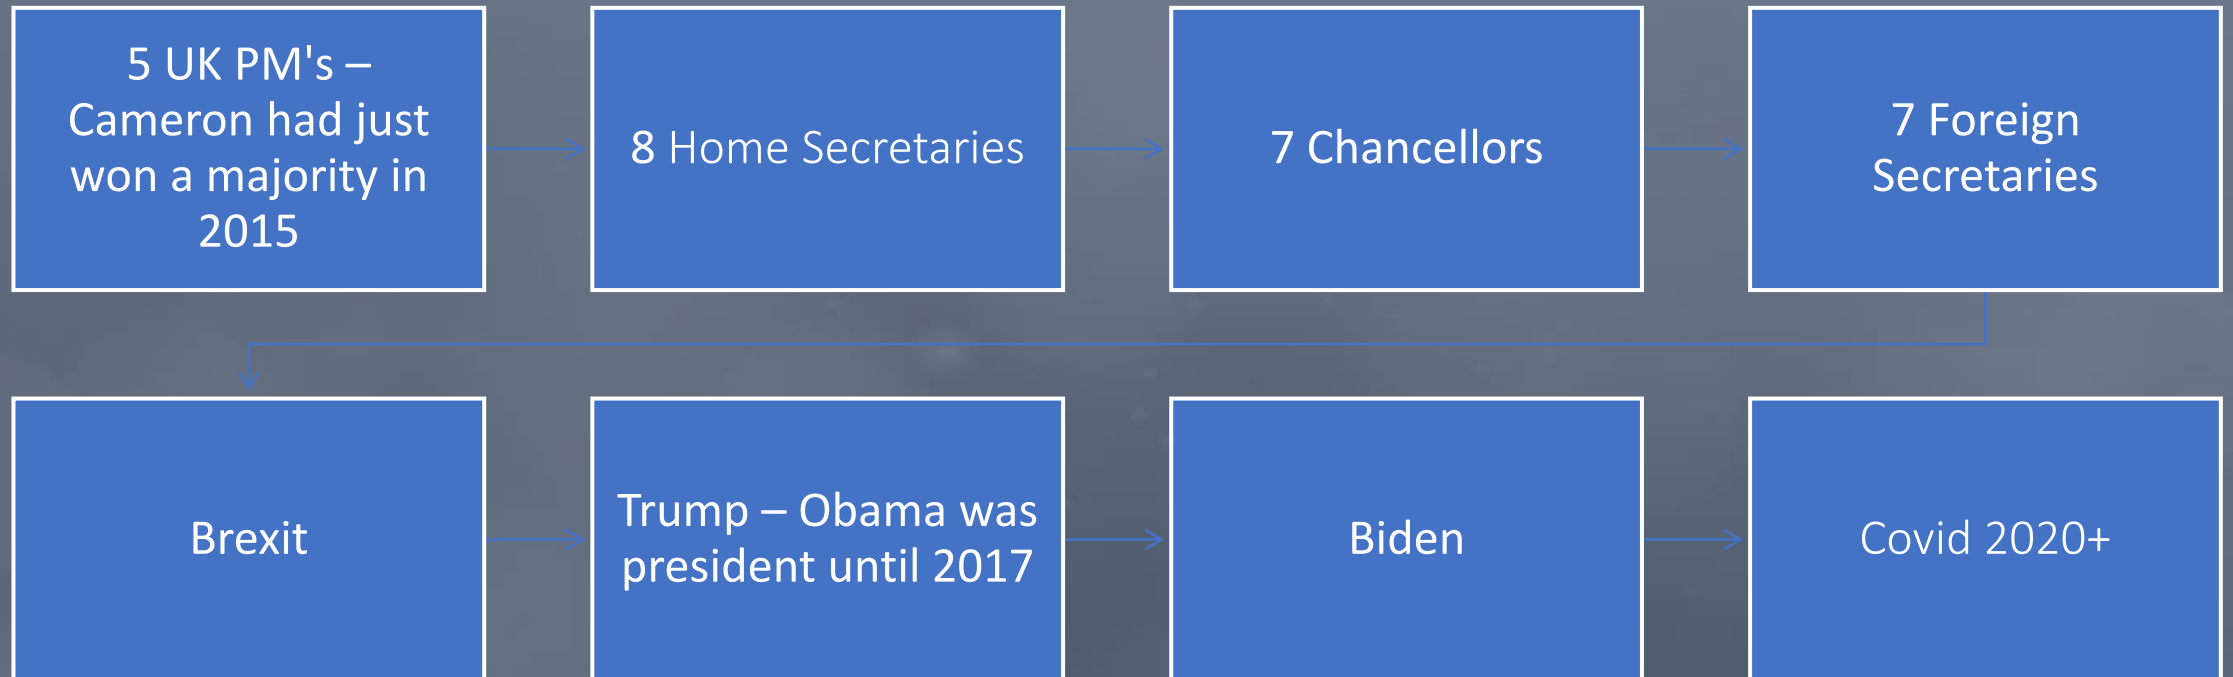 5 UK PM's –
Cameron had just
won a majority in
2015
8 Home Secretaries
7 Chancellors
7 Foreign
Secretaries
Brexit
Trump – Obama was
president until 2017
Biden
Covid 2020+